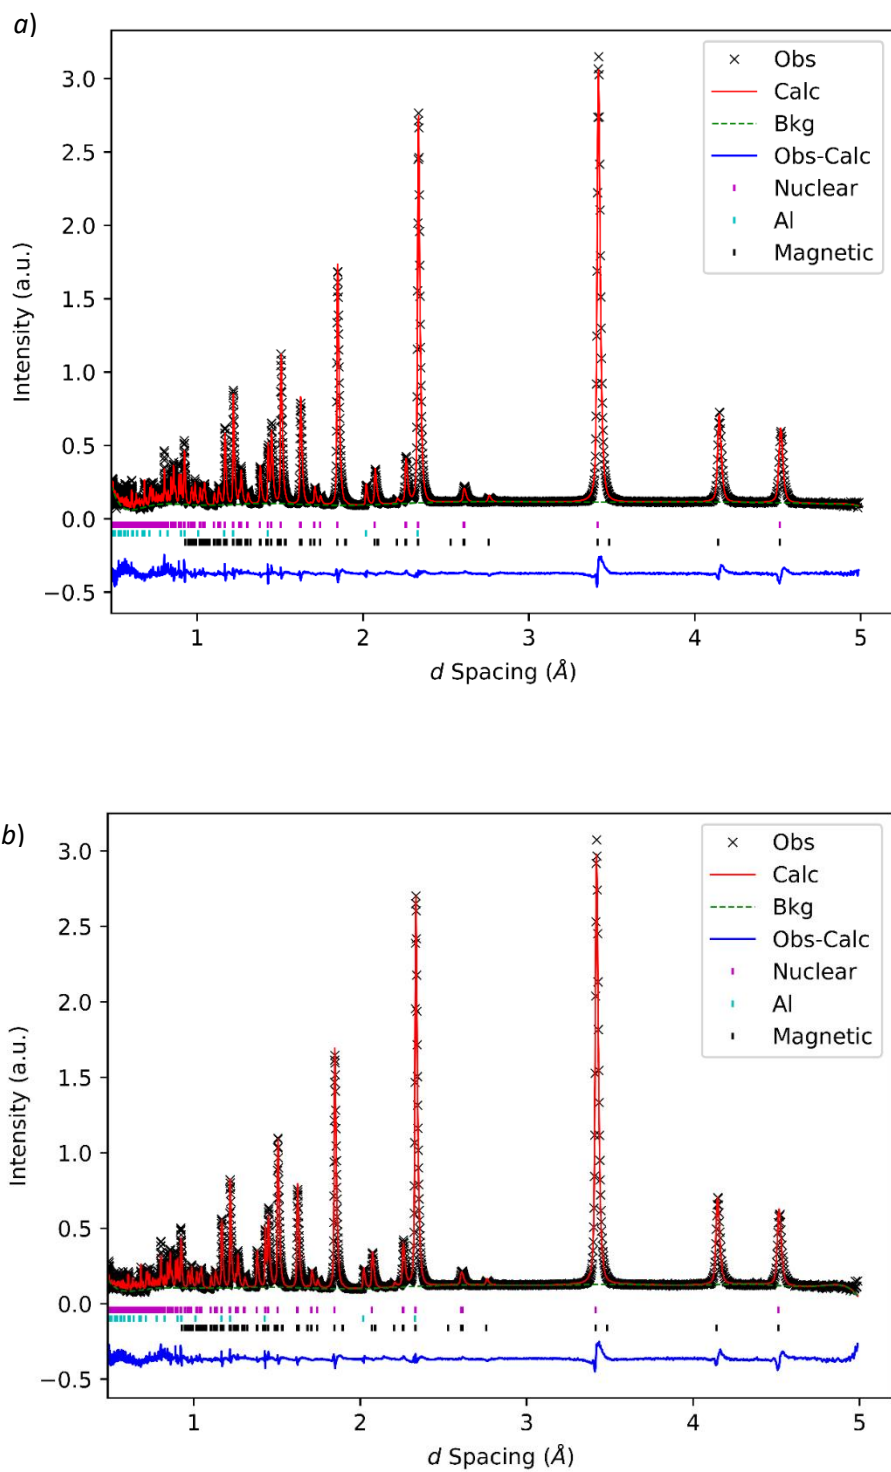 a)
3.0
2.5
2.0
1.5
1.0
0.5
0.0
−0.5
Intensity (a.u.)
Obs
Calc
Bkg
Obs-Calc
Nuclear
Al
Magnetic
1 2 3 4 5
d Spacing (Å)
b)
3.0
2.5
2.0
1.5
1.0
0.5
0.0
−0.5
Intensity (a.u.)
Obs
Calc
Bkg
Obs-Calc
Nuclear
Al
Magnetic
1 2 3 4 5
d Spacing (Å)